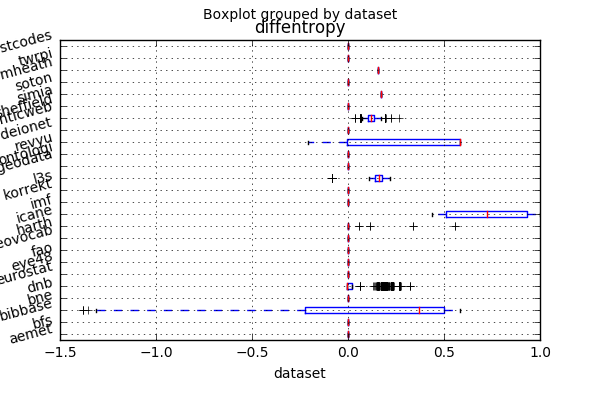 Boxplot grouped by dataset
diffentropy
stcodes
twrpi
mheath
soton
simia
heffield
nticweb
deionet
revyu
ontologi
geodata
l3s
korrekt
imf
icane
harth
eovocab
fao
eye48
eurostat
dnb
bne
bibbase
bfs
aemet
−1.5 −1.0 −0.5 0.0 0.5 1.0
dataset